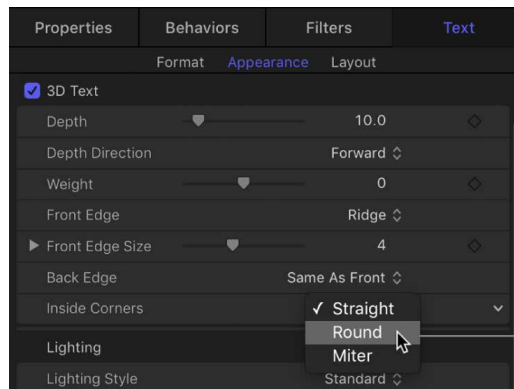 Properties Behaviors Filters Text
Format Appearance Layout
3D Text
Depth 10.0
Depth Direction Forward
Weight 0
Front Edge Ridge
Front Edge Size 4
Back Edge Same As Front
Inside Corners ✓ Straight
Round
Lighting
Miter
Lighting Style Standard